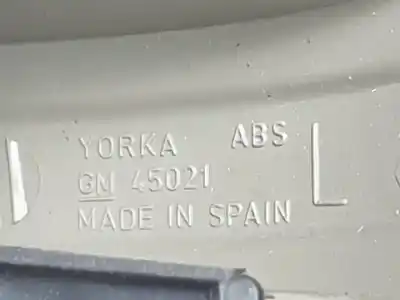 YORKA ABS
GM 45021 L
MADE IN SPAIN